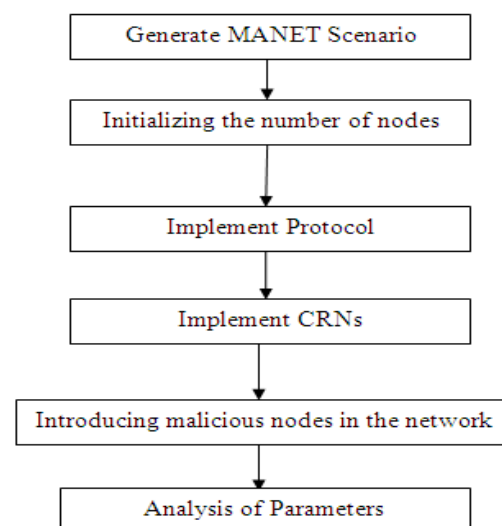 Generate MANET Scenario
Initializing the number of nodes
Implement Protocol
Implement CRNs
Introducing malicious nodes in the network
Analysis of Parameters